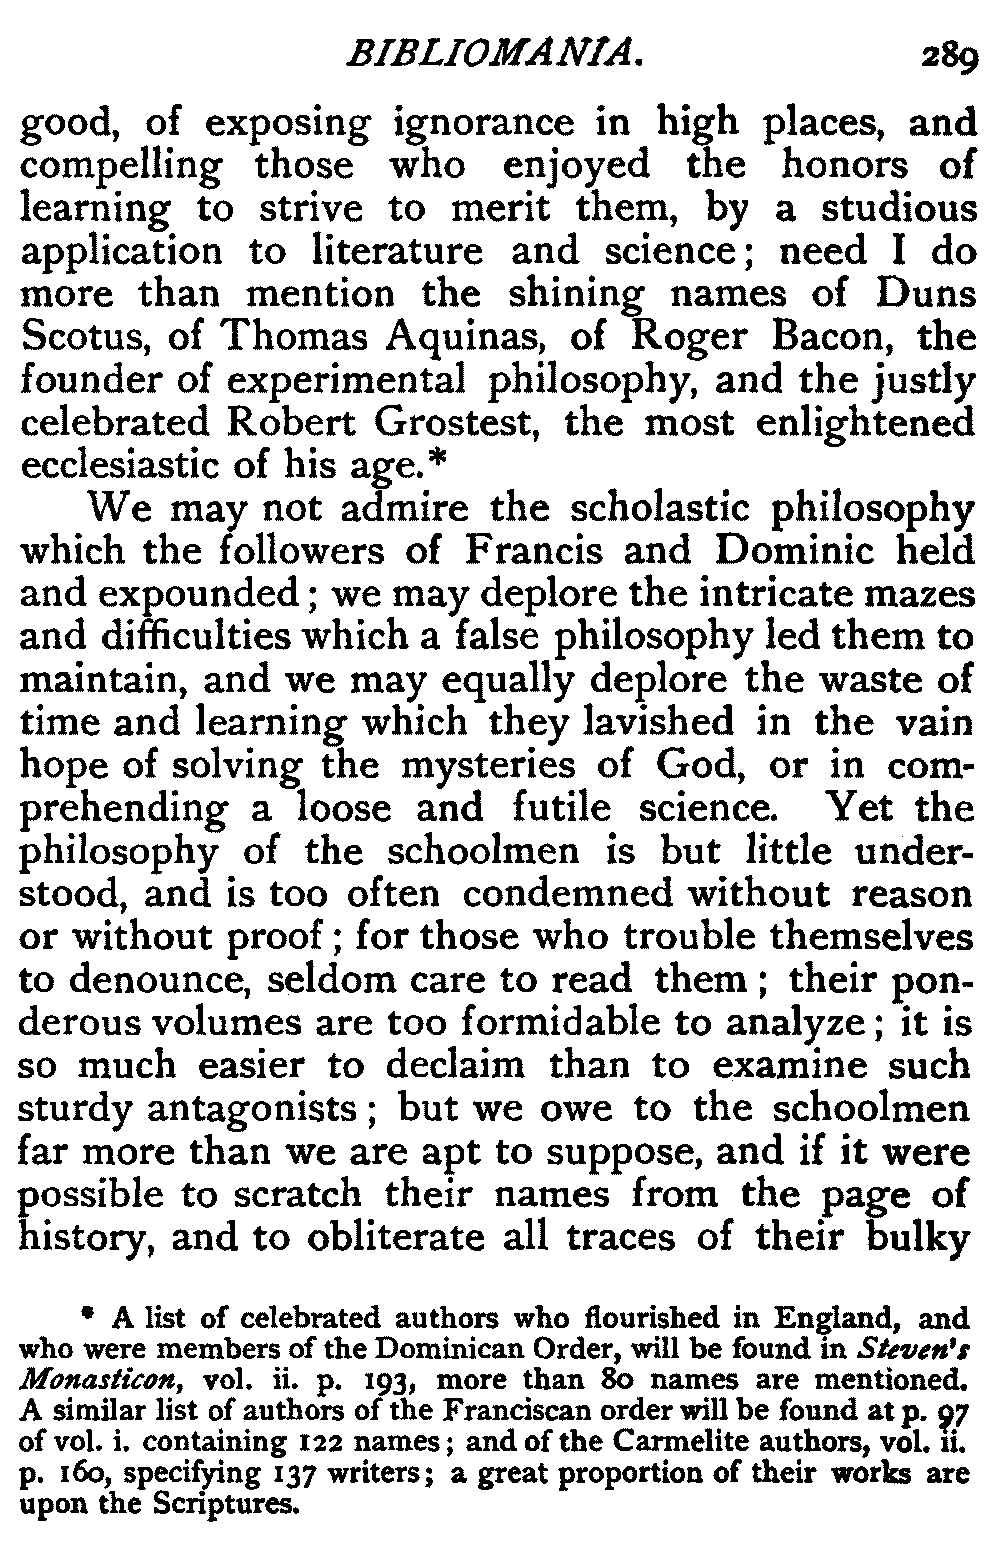 BIBLIOMANIA. 289
good, of exposing ignorance in high places, and
compelling those who enjoyed the honors of
learning to strive to merit them, by a studious
application to literature and science; need I do
more than mention the shining names of Duns
Scotus, of Thomas Aquinas, of Roger Bacon, the
founder of experimental philosophy, and the justly
celebrated Robert Grostest, the most enlightened
ecclesiastic of his age.*
We may not admire the scholastic philosophy
which the followers of Francis and Dominic held
and expounded; we may deplore the intricate mazes
and difficulties which a false philosophy led them to
maintain, and we may equally deplore the waste of
time and learning which they lavished in the vain
hope of solving the mysteries of God, or in com-
prehending a loose and futile science. Yet the
philosophy of the schoolmen is but little under-
stood, and is too often condemned without reason
or without proof; for those who trouble themselves
to denounce, seldom care to read them; their pon-
derous volumes are too formidable to analyze; it is
so much easier to declaim than to examine such
sturdy antagonists; but we owe to the schoolmen
far more than we are apt to suppose, and if it were
possible to scratch their names from the page of
history, and to obliterate all traces of their bulky
* A list of celebrated authors who flourished in England, and
who were members of the Dominican Order, will be found in Steven's
Monasticon, vol. ii. p. 193, more than 80 names are mentioned.
A similar list of authors of the Franciscan order will be found at p. 97
of vol. i. containing 122 names; and of the Carmelite authors, vol. ii.
p. 160, specifying 137 writers; a great proportion of their works are
upon the Scriptures.